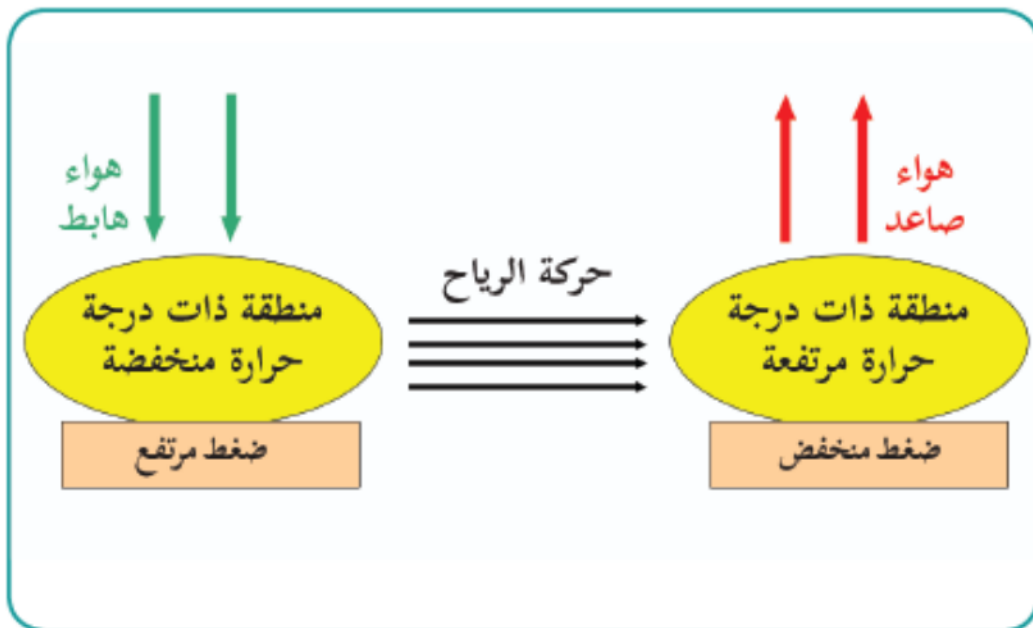 هواء
صاعد
منطقة ذات درجة
حرارة مرتفعة
ضغط منخفض
حركة الرياح
هواء
هابط
منطقة ذات درجة
حرارة منخفضة
ضغط مرتفع